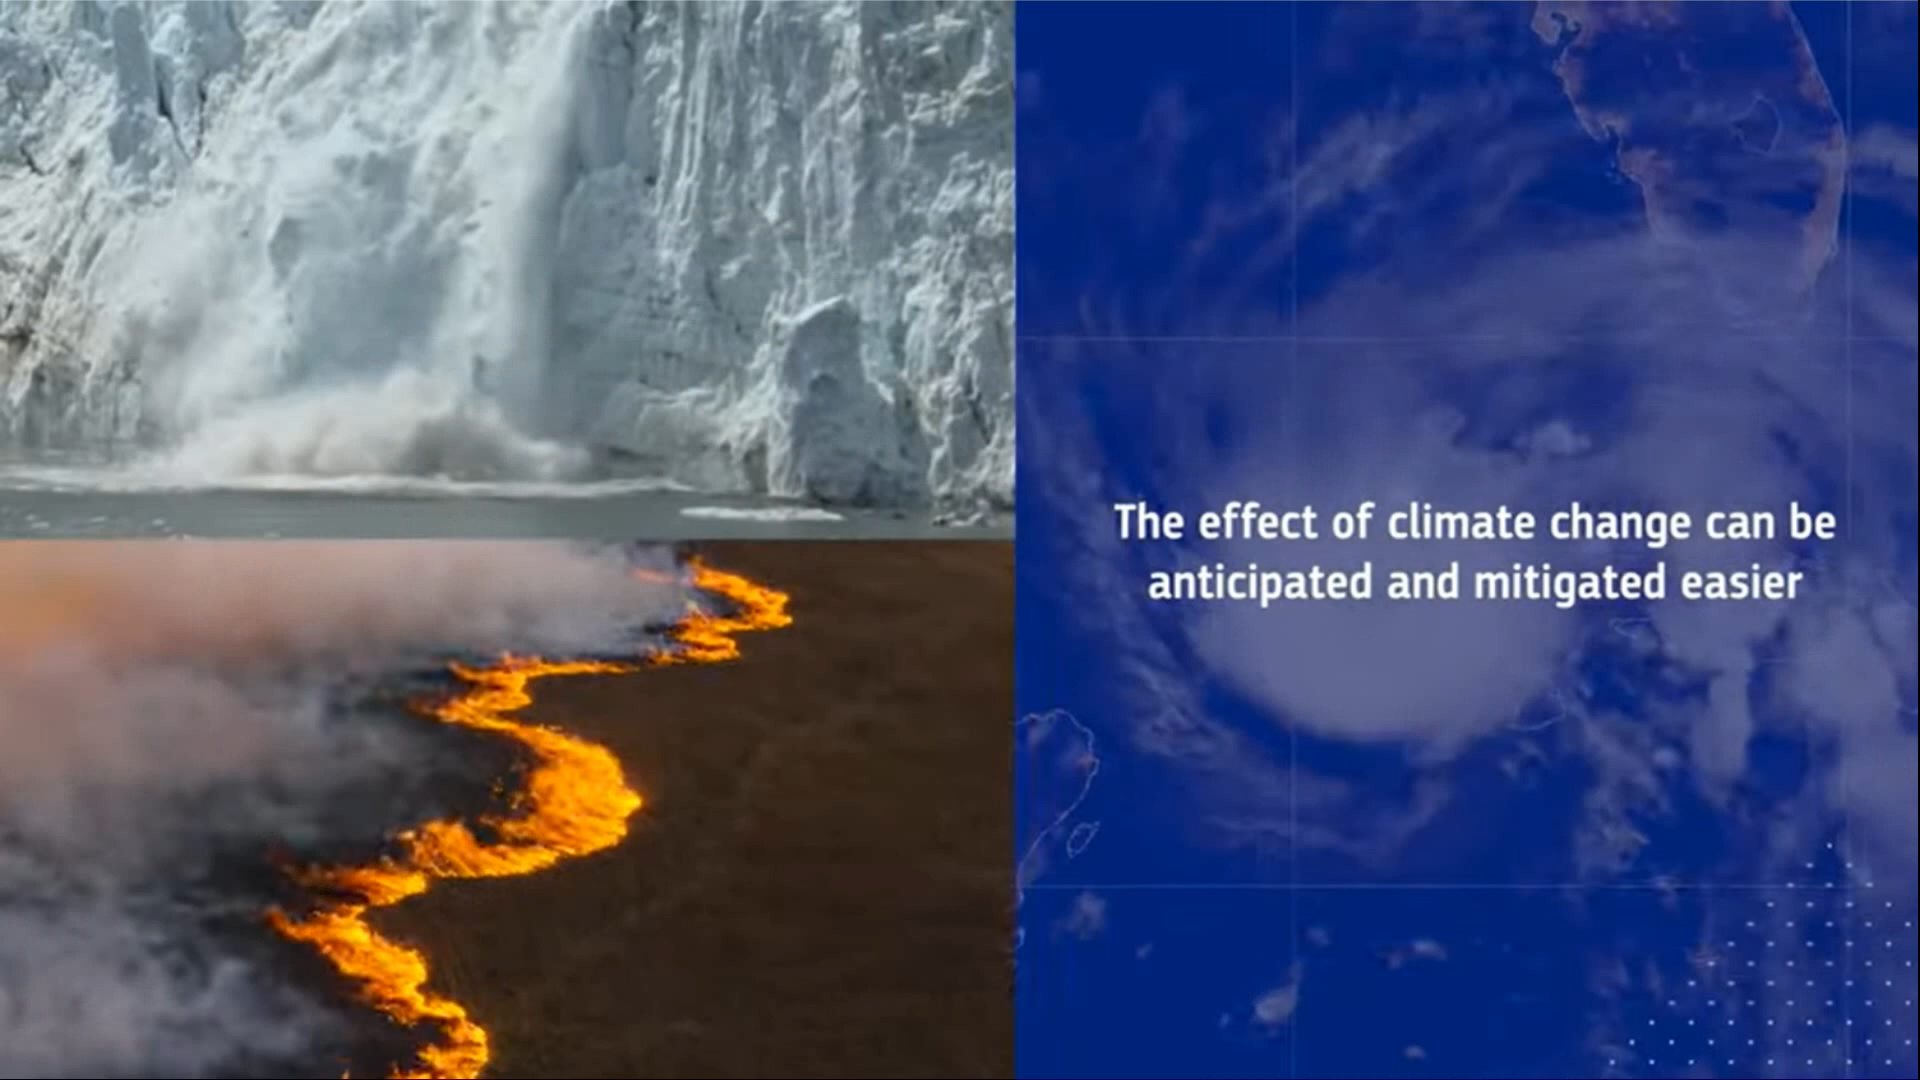 The effect of climate change can be
anticipated and mitigated easier